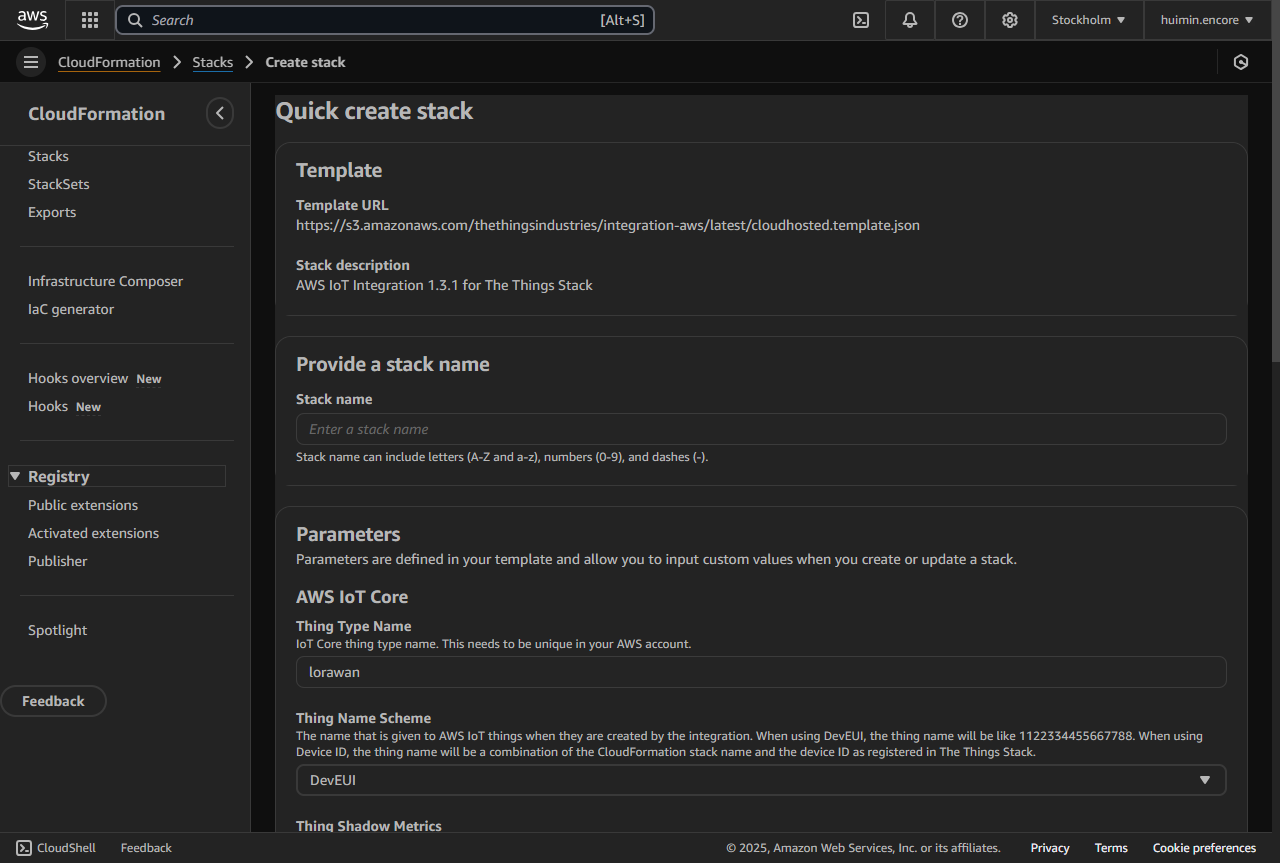 aws
Search
[Alt+S]
Stockholm
huimin.encore
CloudFormation
Stacks
Create stack
CloudFormation
Stacks
StackSets
Exports
Infrastructure Composer
IaC generator
Hooks overview New
Hooks New
Registry
Public extensions
Activated extensions
Publisher
Spotlight
Feedback
Quick create stack
Template
Template URL
https://s3.amazonaws.com/thethingsindustries/integration-aws/latest/cloudhosted.template.json
Stack description
AWS IoT Integration 1.3.1 for The Things Stack
Provide a stack name
Stack name
Enter a stack name
Stack name can include letters (A-Z and a-z), numbers (0-9), and dashes (-).
Parameters
Parameters are defined in your template and allow you to input custom values when you create or update a stack.
AWS IoT Core
Thing Type Name
IoT Core thing type name. This needs to be unique in your AWS account.
lorawan
Thing Name Scheme
The name that is given to AWS IoT things when they are created by the integration. When using DevEUI, the thing name will be like 1122334455667788. When using
Device ID, the thing name will be a combination of the CloudFormation stack name and the device ID as registered in The Things Stack.
DevEUI
Thing Shadow Metrics
CloudShell
Feedback
© 2025, Amazon Web Services, Inc. or its affiliates.
Privacy
Terms
Cookie preferences